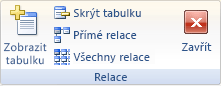 Zobrazit
tabulku
Skrýt tabulku
Přímé relace
Všechny relace
Zavřít
Relace